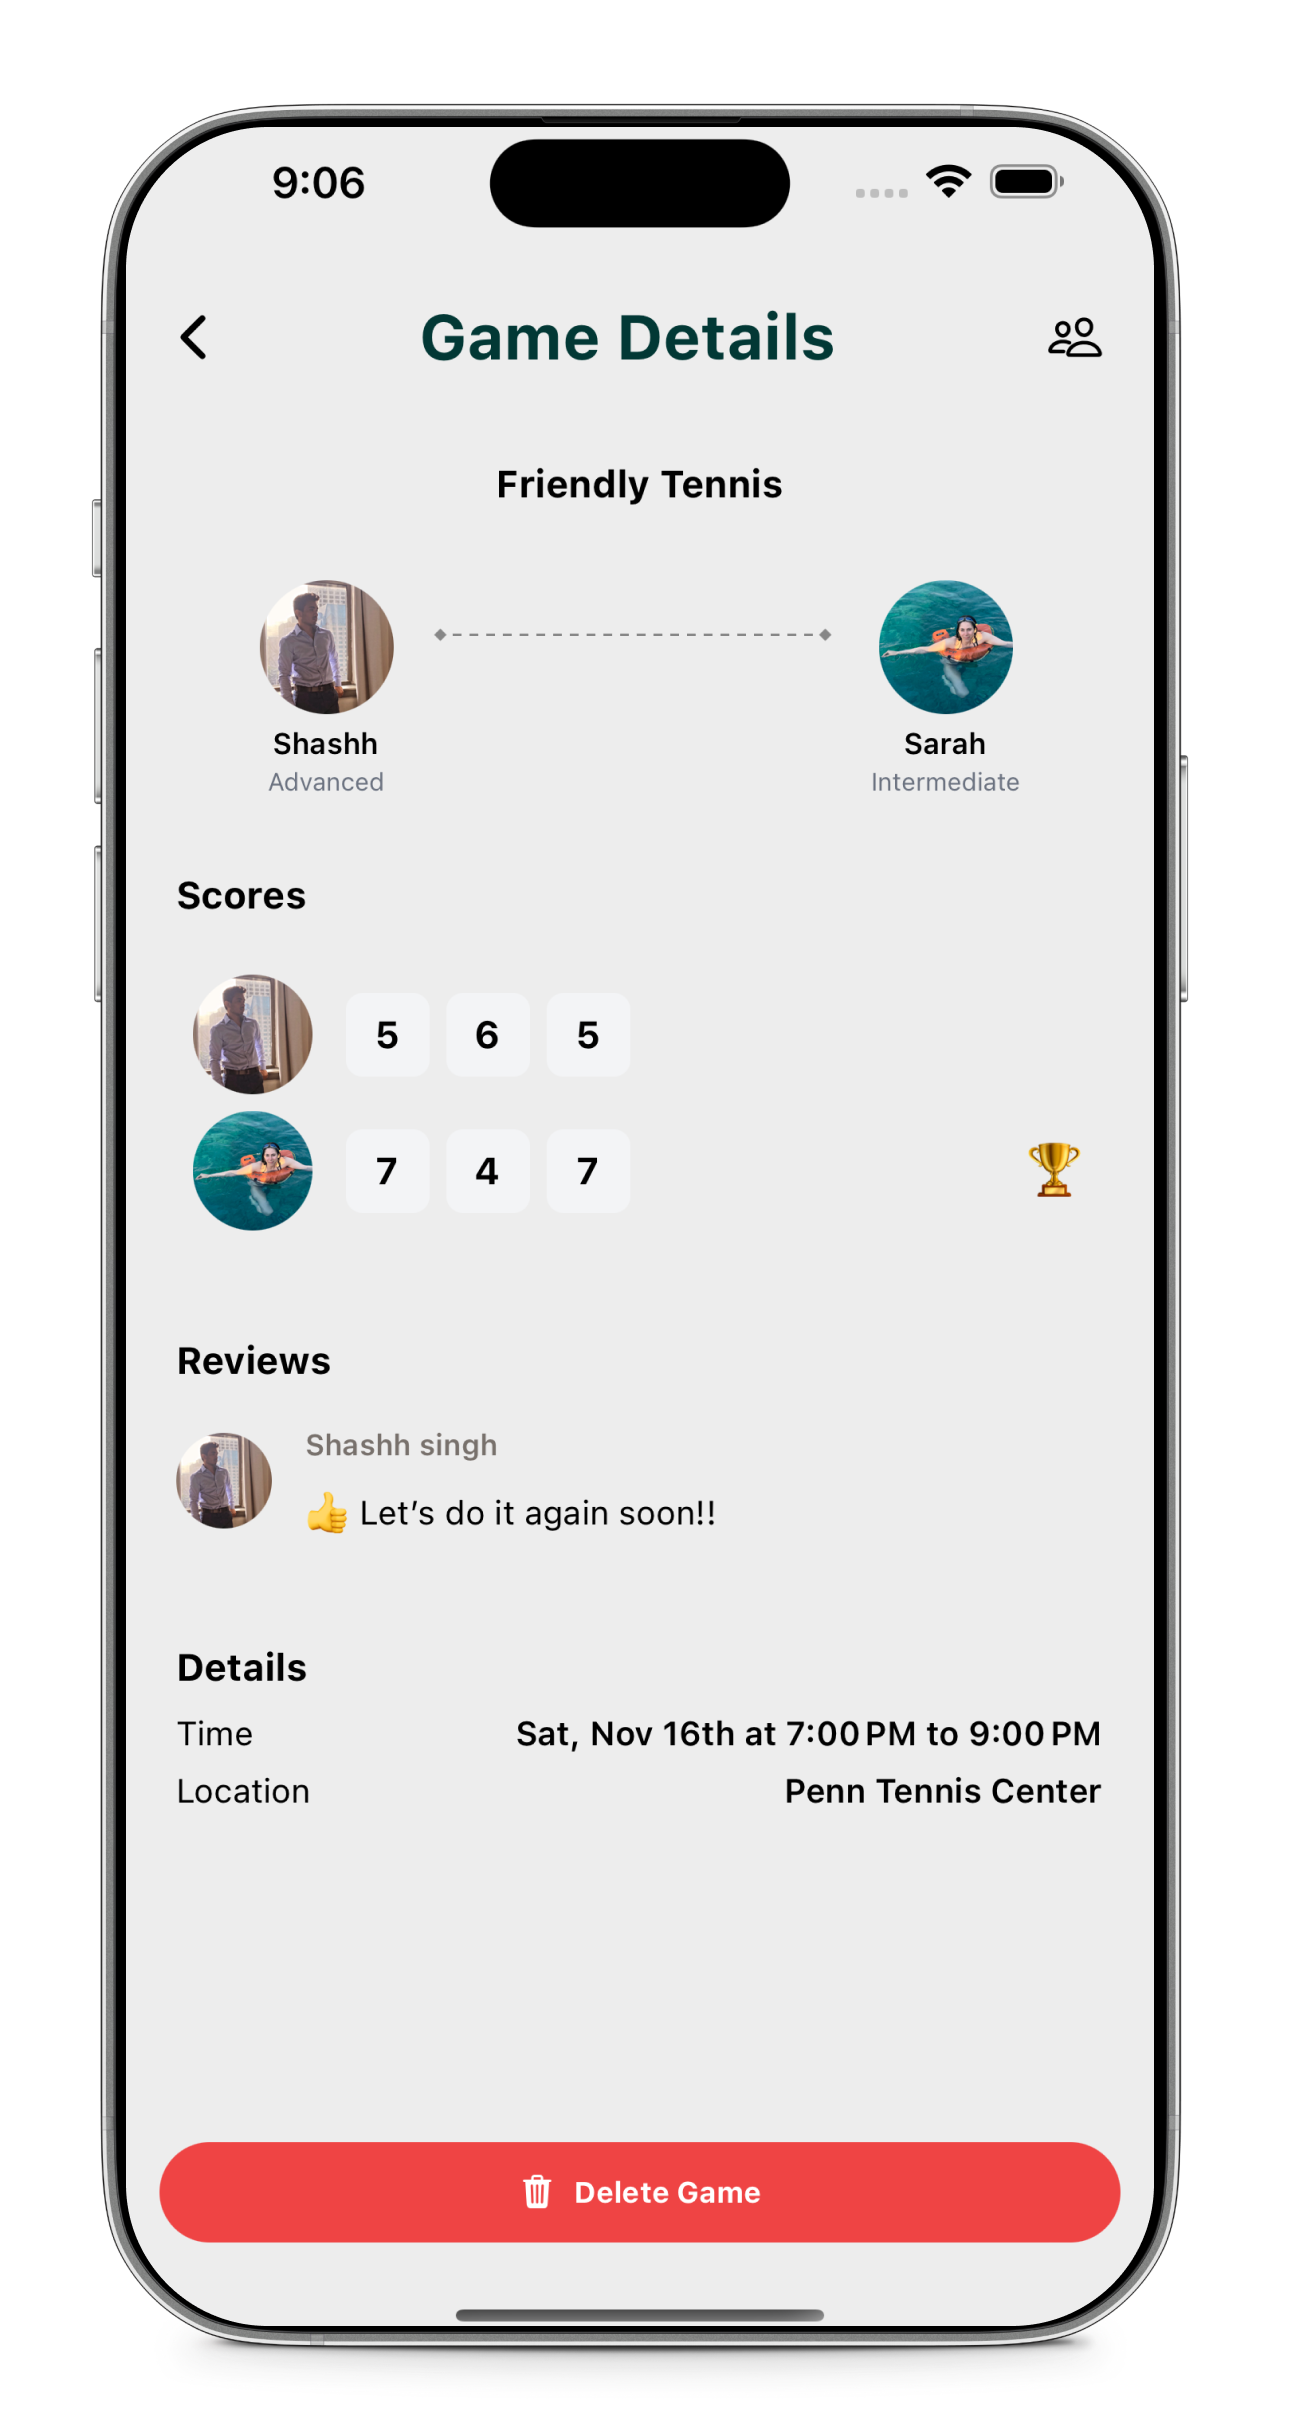 9:06
Game Details
Friendly Tennis
Shashh
Advanced
Sarah
Intermediate
Scores
5 6 5
7 4 7
Reviews
Shashh singh
👍 Let’s do it again soon!!
Details
Time Sat, Nov 16th at 7:00 PM to 9:00 PM
Location Penn Tennis Center
Delete Game